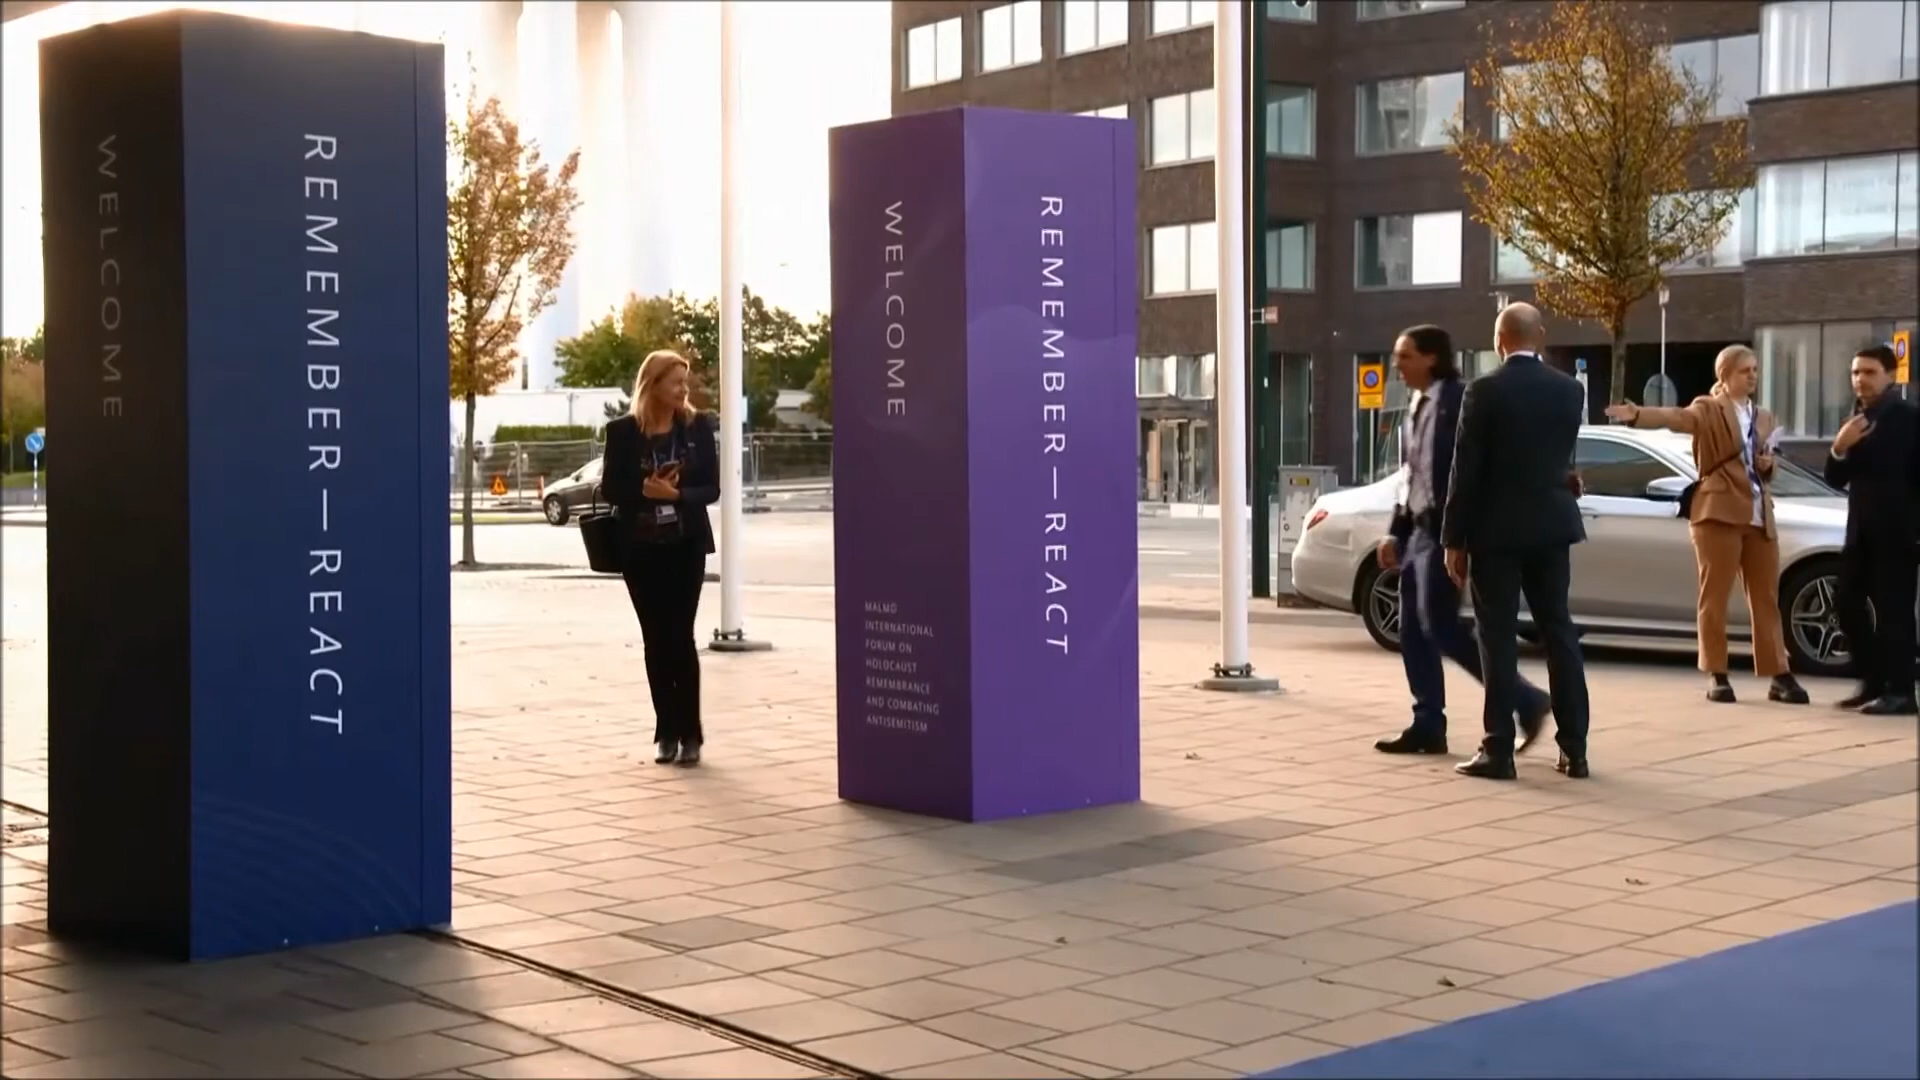 WELCOME
REMEMBER—REACT
WELCOME
REMEMBER—REACT
MALMÖ
INTERNATIONAL
FORUM ON
HOLOCAUST
REMEMBRANCE
AND COMBATING
ANTISEMITISM